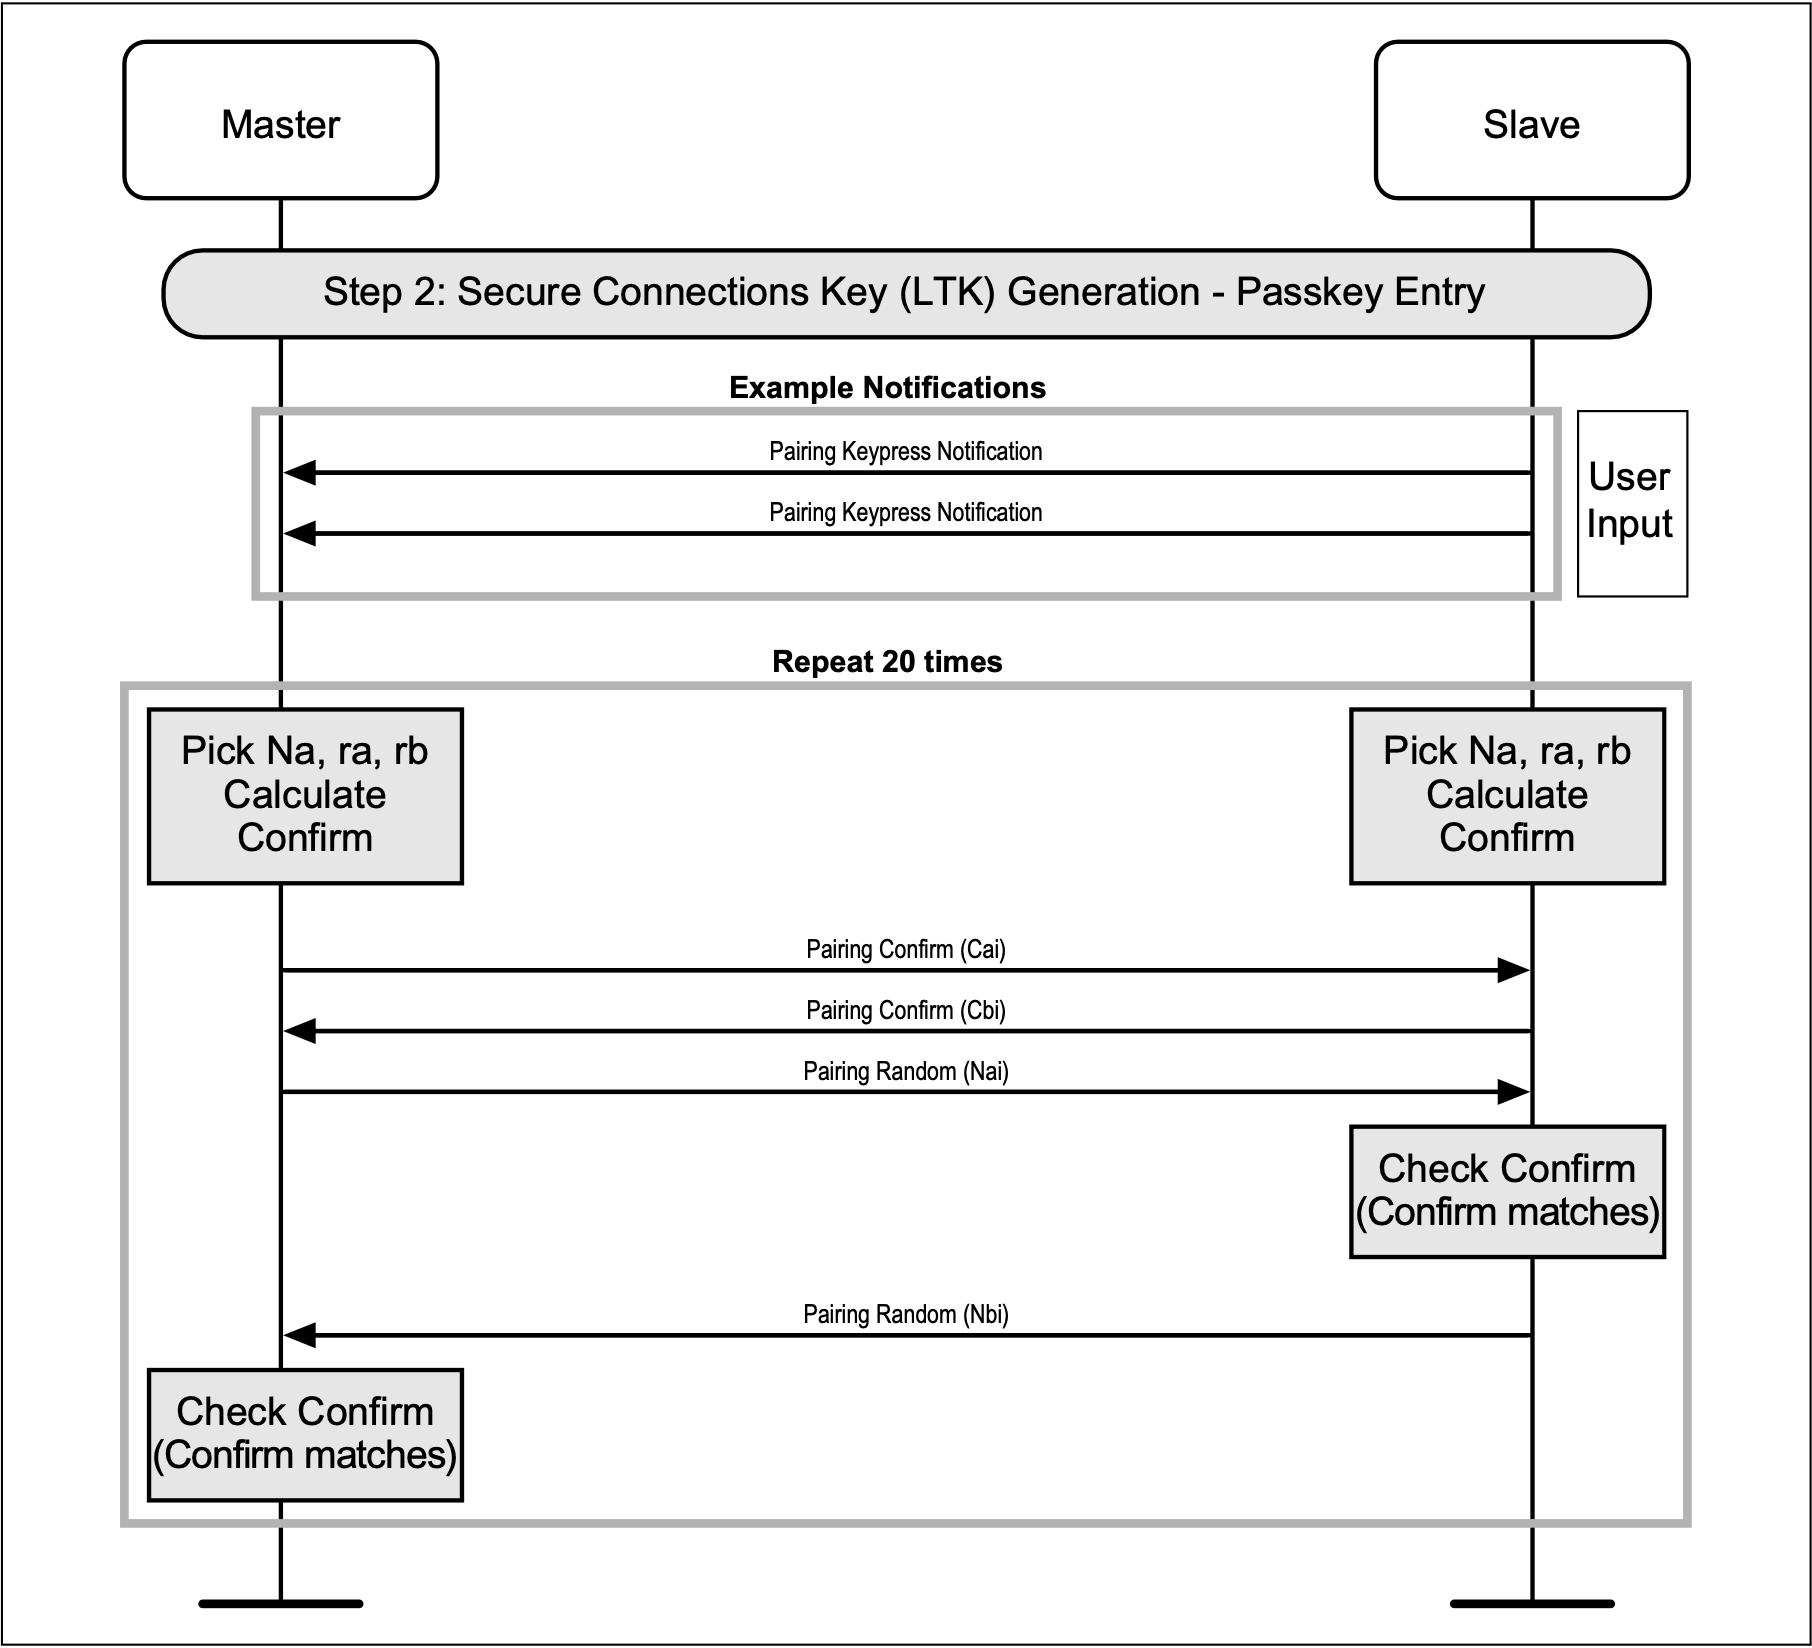 Master
Slave
Step 2: Secure Connections Key (LTK) Generation - Passkey Entry
Example Notifications
Pairing Keypress Notification
Pairing Keypress Notification
User
Input
Repeat 20 times
Pick Na, ra, rb
Calculate
Confirm
Pick Na, ra, rb
Calculate
Confirm
Pairing Confirm (Cai)
Pairing Confirm (Cbi)
Pairing Random (Nai)
Check Confirm
(Confirm matches)
Pairing Random (Nbi)
Check Confirm
(Confirm matches)